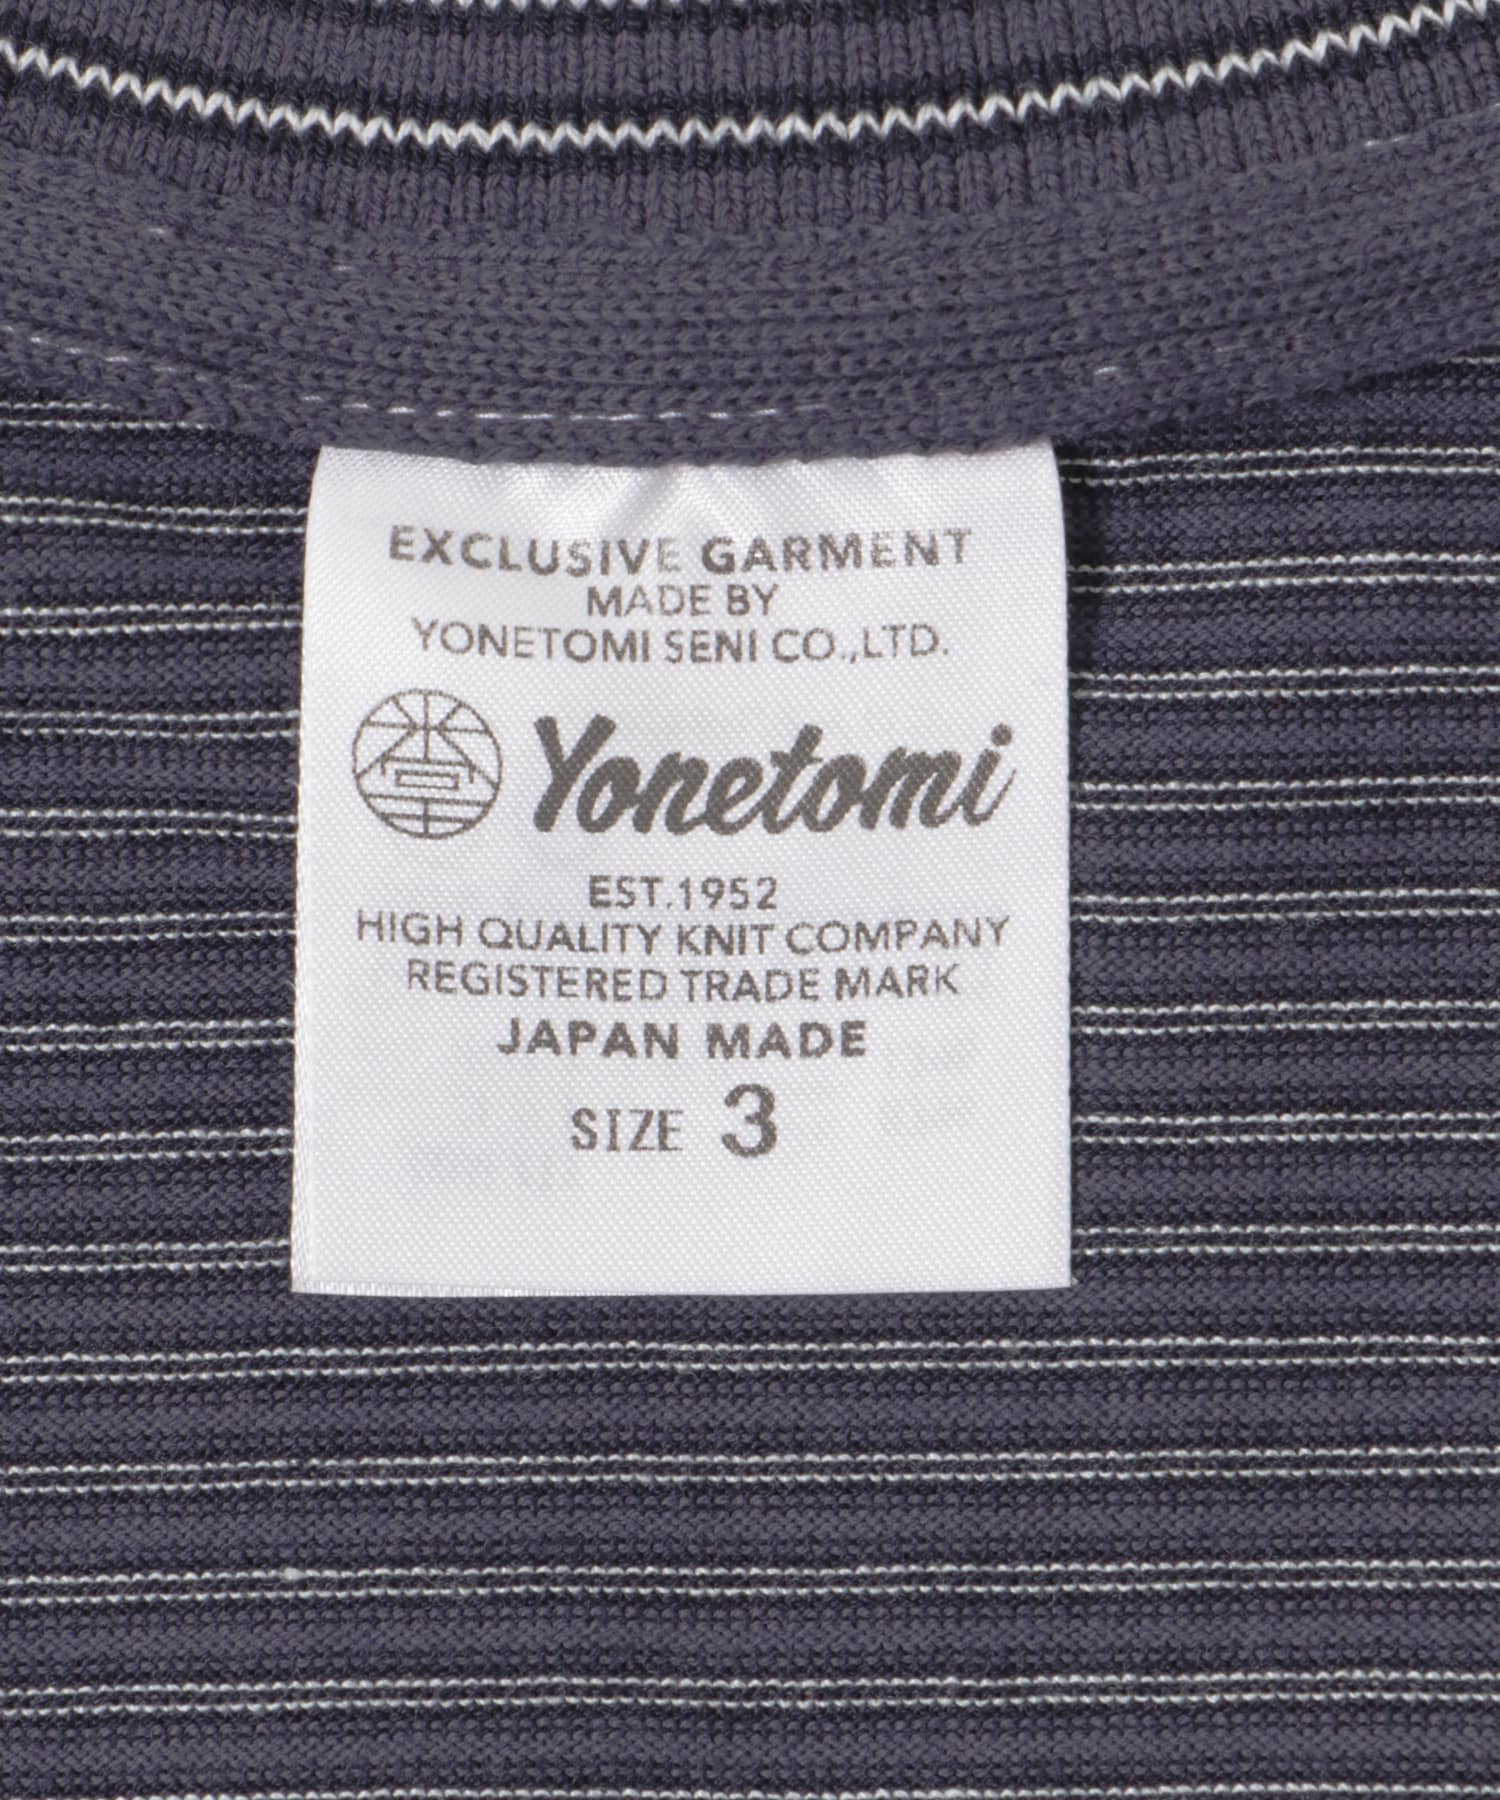 EXCLUSIVE GARMENT
MADE BY
YONETOMI SENI CO.,LTD.
Yonetomi
EST.1952
HIGH QUALITY KNIT COMPANY
REGISTERED TRADE MARK
JAPAN MADE
SIZE 3